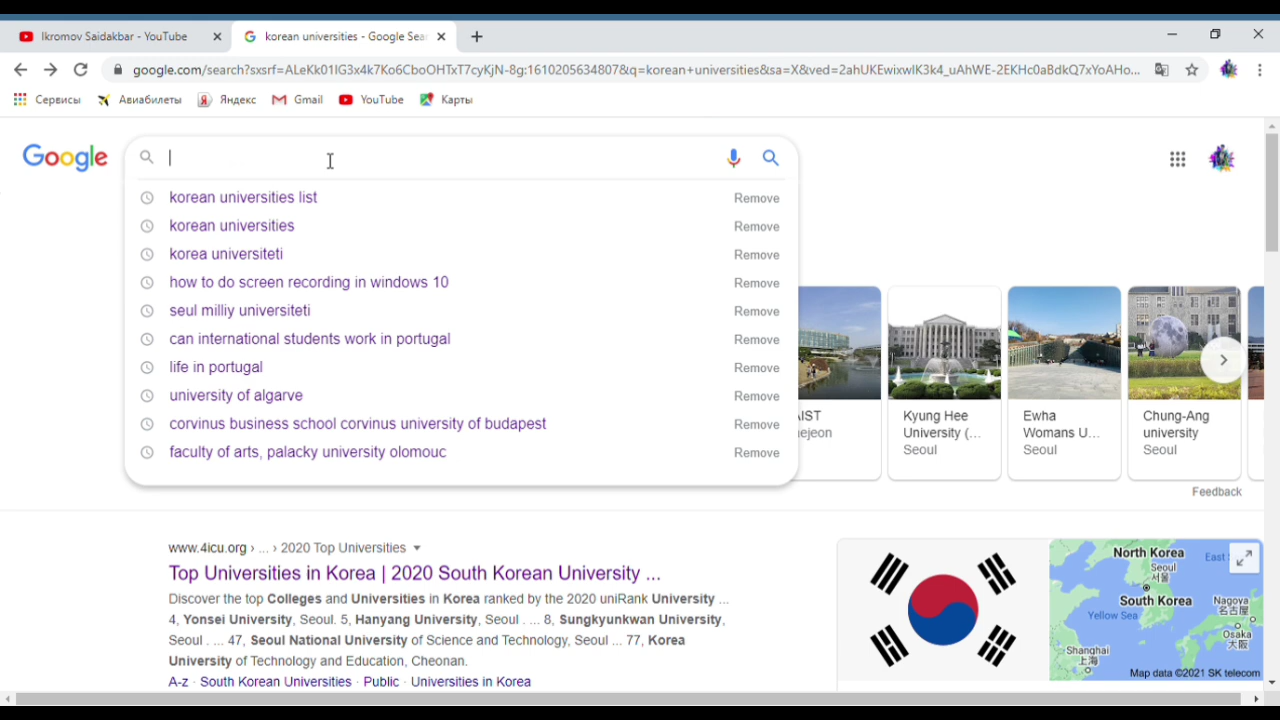 Ikromov Saidakbar - YouTube
korean universities - Google Sea
google.com/search?sxsrf=ALeKk01IG3x4k7Ko6CboOHTxT7cyKjN-8g:1610205634807&q=korean+universities&sa=X&ved=2ahUKEwixwIK3k4_uAhWE-2EKHc0aBdkQ7xYoAHo...
Сервисы Авиабилеты Яндекс Gmail YouTube Карты
Google
korean universities list Remove
korean universities Remove
korea universiteti Remove
how to do screen recording in windows 10 Remove
seul milliy universiteti Remove
can international students work in portugal Remove
life in portugal Remove
university of algarve Remove
corvinus business school corvinus university of budapest Remove
faculty of arts, palacky university olomouc Remove
Kyung Hee
University (...
Seoul
Ewha
Womans U...
Seoul
Chung-Ang
university
Seoul
Feedback
www.4icu.org › ... › 2020 Top Universities
Top Universities in Korea | 2020 South Korean University ...
Discover the top Colleges and Universities in Korea ranked by the 2020 uniRank University ...
4, Yonsei University, Seoul. 5, Hanyang University, Seoul . ... 8, Sungkyunkwan University,
Seoul . ... 47, Seoul National University of Science and Technology, Seoul ... 77, Korea
University of Technology and Education, Cheonan.
A-z · South Korean Universities · Public · Universities in Korea
North Korea
East
Seoul
서울
South Korea
Yellow Sea
Nagoya
名古屋
Osaka
大阪
Shanghai
上海
Map data ©2021 SK telecom